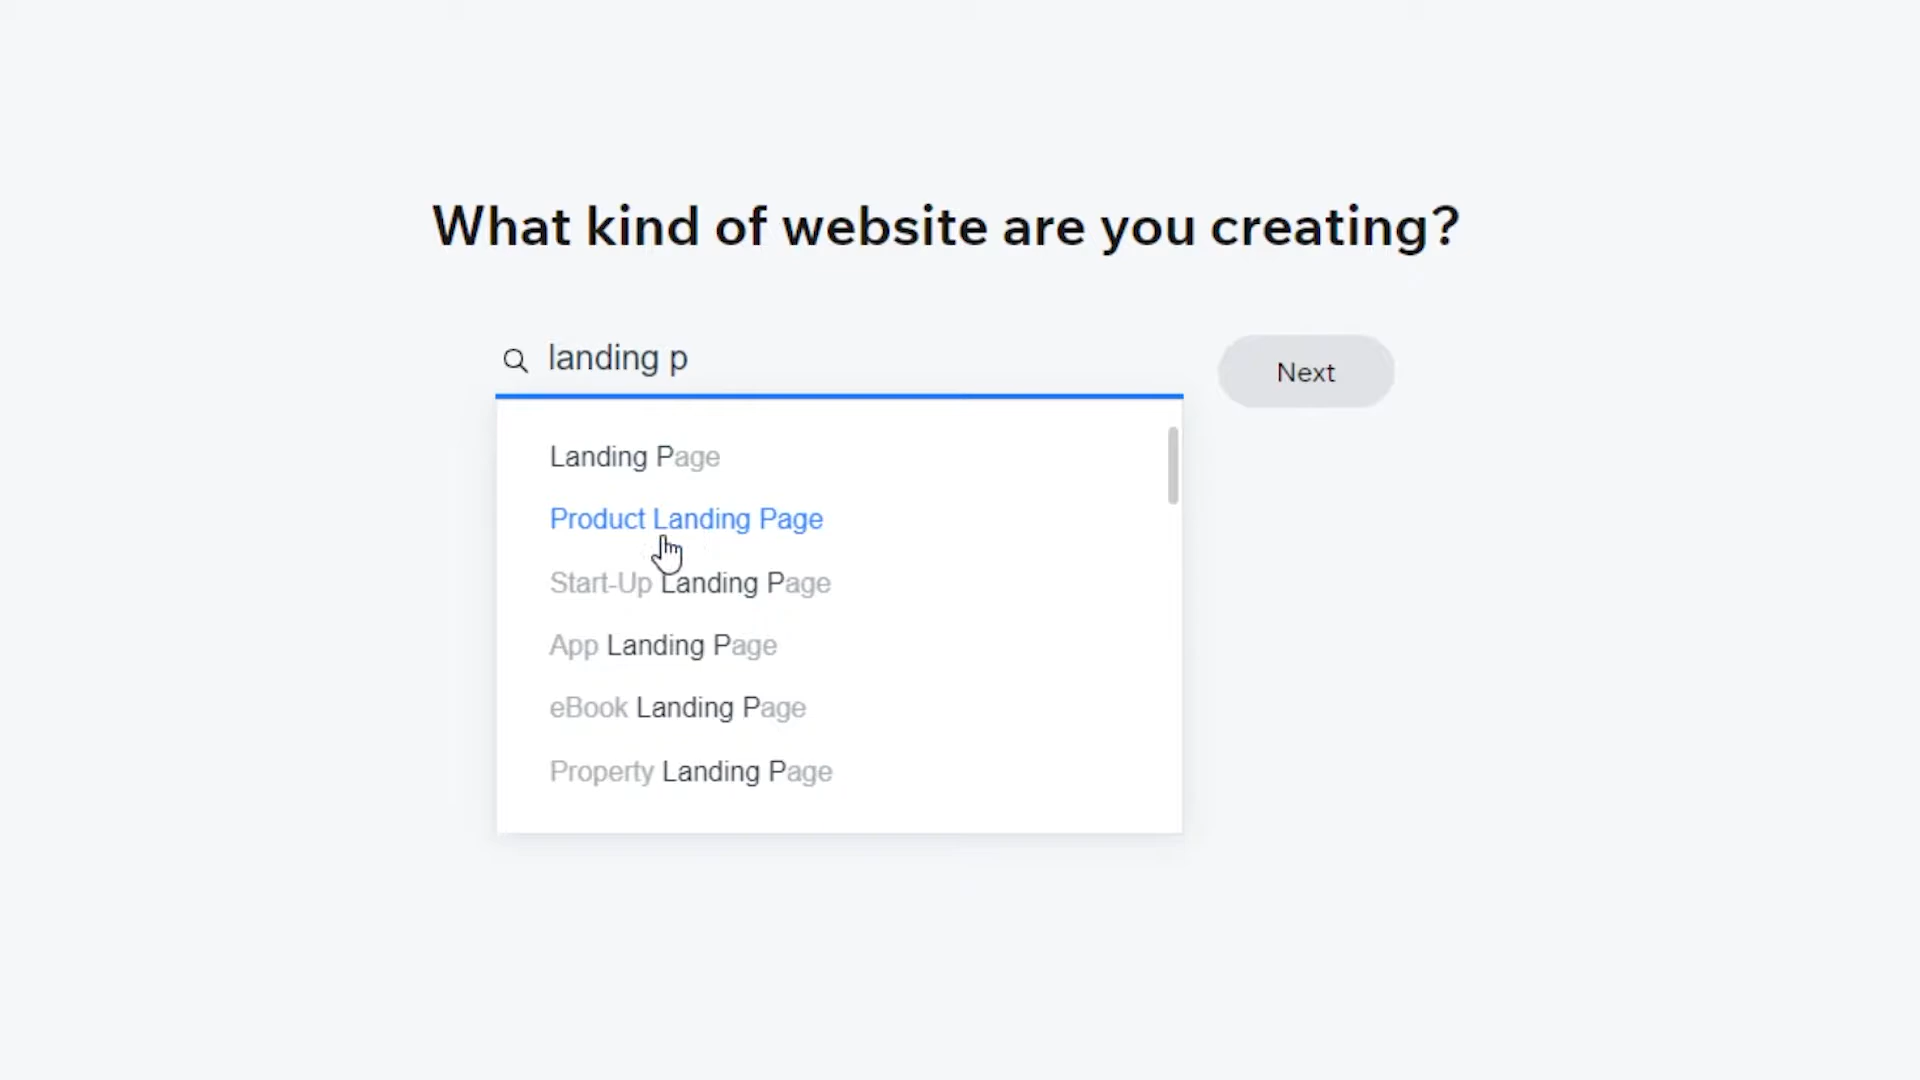 What kind of website are you creating?
landing p
Next
Landing Page
Product Landing Page
Start-Up Landing Page
App Landing Page
eBook Landing Page
Property Landing Page